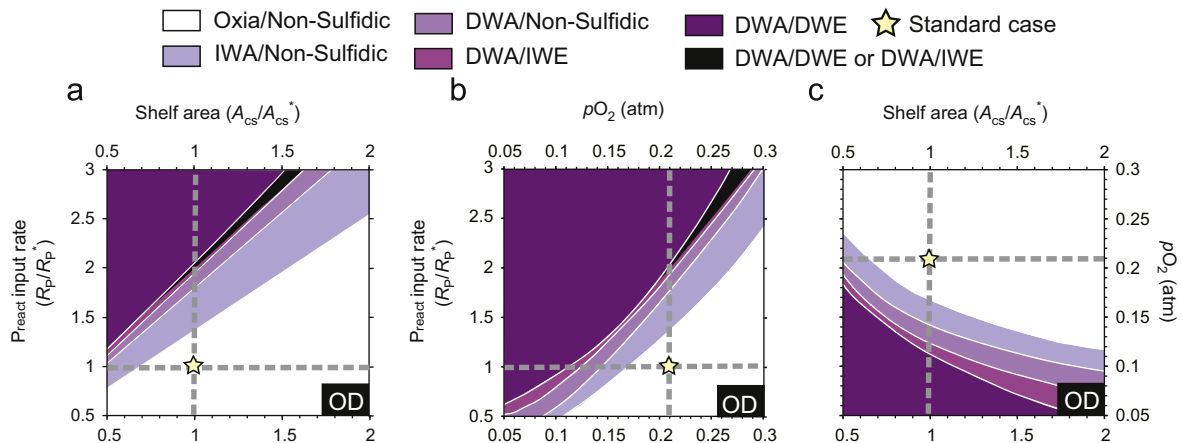 Oxia/Non-Sulfidic DWA/Non-Sulfidic DWA/DWE Standard case
IWA/Non-Sulfidic DWA/IWE DWA/DWE or DWA/IWE
a
Shelf area (Acs/Acs*)
0.5 1 1.5 2
3
2.5
2
1.5
1
0.5
Preact input rate
(RP/RP*)
OD
0.5 1 1.5 2
b
pO2 (atm)
0.05 0.1 0.15 0.2 0.25 0.3
3
2.5
2
1.5
1
0.5
Preact input rate
(RP/RP*)
OD
0.05 0.1 0.15 0.2 0.25 0.3
c
Shelf area (Acs/Acs*)
0.5 1 1.5 2
0.3
0.25
0.2
0.15
0.1
0.05
pO2
(atm)
OD
0.5 1 1.5 2